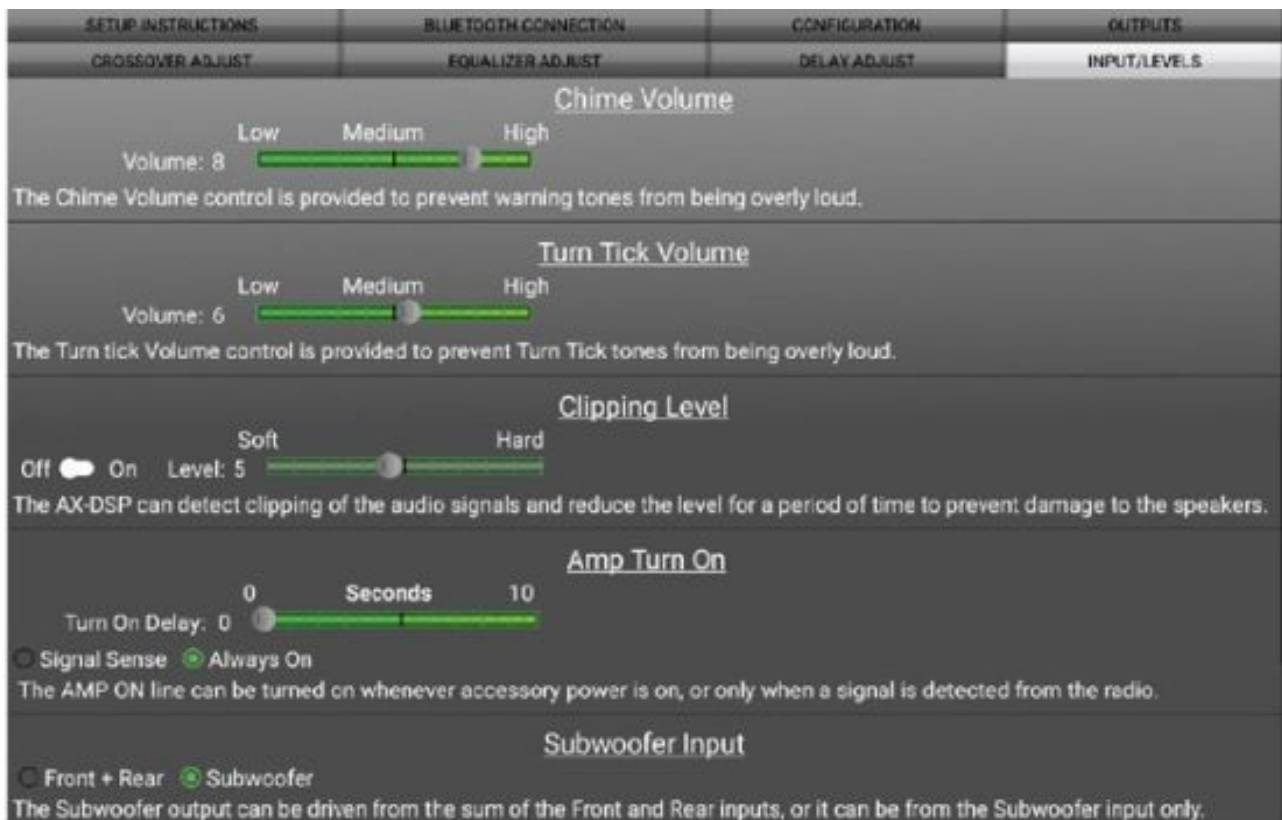 SETUP INSTRUCTIONS BLUETOOTH CONNECTION CONFIGURATION OUTPUTS
CROSSOVER ADJUST EQUALIZER ADJUST DELAY ADJUST INPUT/LEVELS
Chime Volume
Low Medium High
Volume: 8
The Chime Volume control is provided to prevent warning tones from being overly loud.
Turn Tick Volume
Low Medium High
Volume: 6
The Turn tick Volume control is provided to prevent Turn Tick tones from being overly loud.
Clipping Level
Soft Hard
Off On Level: 5
The AX-DSP can detect clipping of the audio signals and reduce the level for a period of time to prevent damage to the speakers.
Amp Turn On
0 Seconds 10
Turn On Delay: 0
Signal Sense Always On
The AMP ON line can be turned on whenever accessory power is on, or only when a signal is detected from the radio.
Subwoofer Input
Front + Rear Subwoofer
The Subwoofer output can be driven from the sum of the Front and Rear inputs, or it can be from the Subwoofer input only.